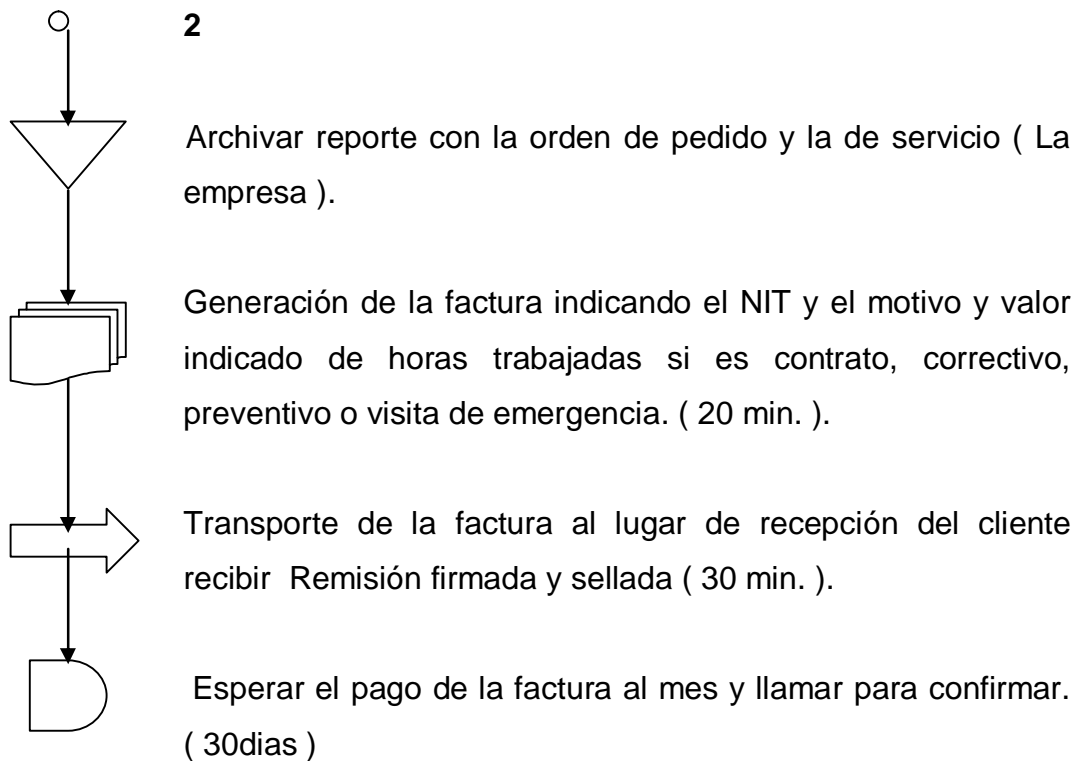 2
Archivar reporte con la orden de pedido y la de servicio ( La
empresa ).
Generación de la factura indicando el NIT y el motivo y valor
indicado de horas trabajadas si es contrato, correctivo,
preventivo o visita de emergencia. ( 20 min. ).
Transporte de la factura al lugar de recepción del cliente
recibir Remisión firmada y sellada ( 30 min. ).
Esperar el pago de la factura al mes y llamar para confirmar.
( 30dias )